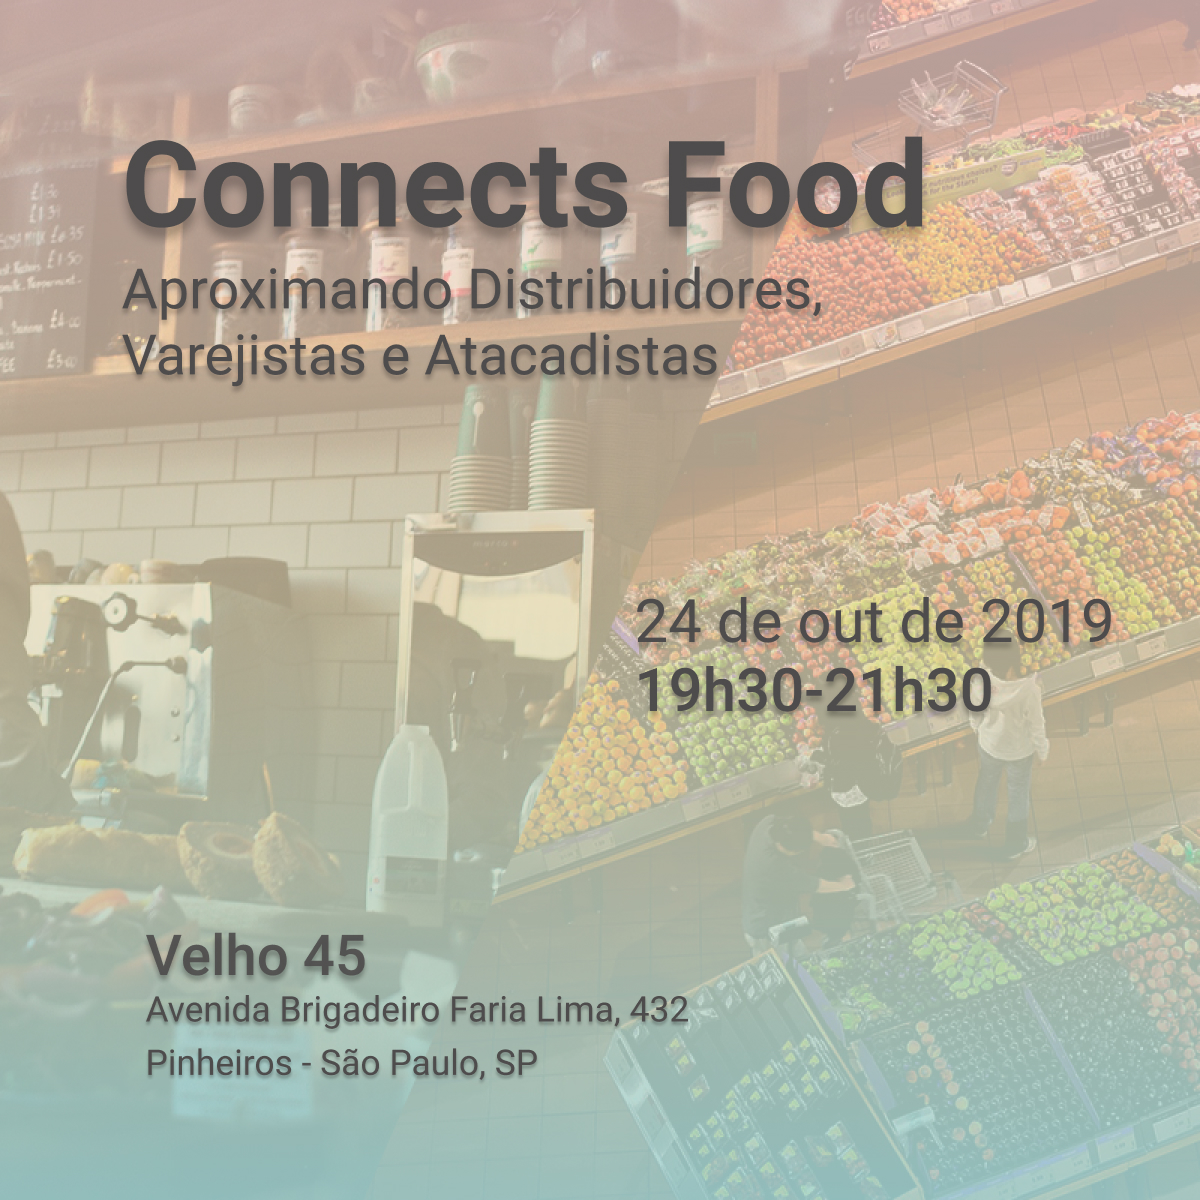 Connects Food
Aproximando Distribuidores,
Varejistas e Atacadistas
24 de out de 2019
19h30-21h30
Velho 45
Avenida Brigadeiro Faria Lima, 432
Pinheiros - São Paulo, SP